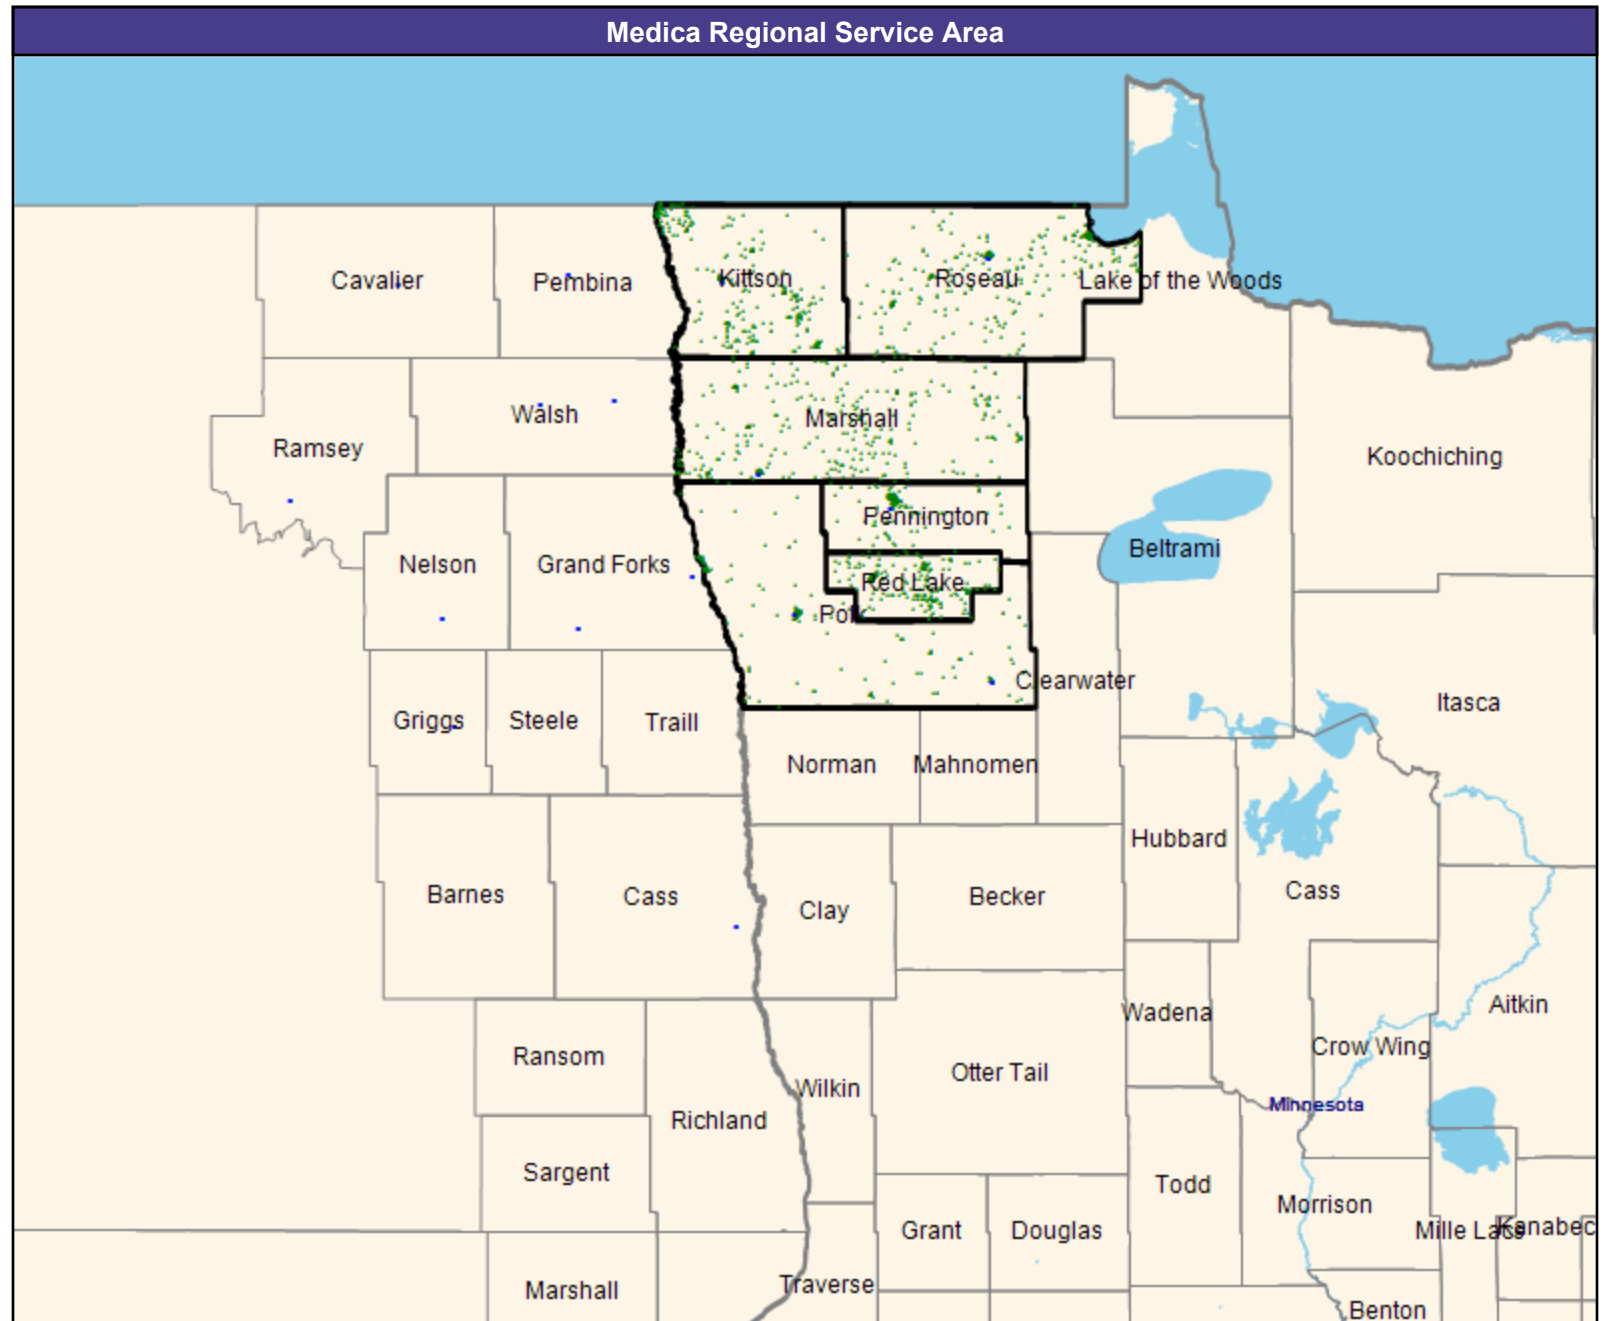 Medica Regional Service Area
Cavalier
Pembina
Kittson
Roseau
Lake of the Woods
Ramsey
Walsh
Marshall
Koochiching
Nelson
Grand Forks
Pennington
Red Lake
Polk
Beltrami
Clearwater
Itasca
Griggs
Steele
Traill
Norman
Mahnomen
Hubbard
Barnes
Cass
Clay
Becker
Cass
Wadena
Aitkin
Ransom
Wilkin
Otter Tail
Crow Wing
Minnesota
Richland
Sargent
Todd
Morrison
Grant
Douglas
Mille Lacs
Kanabec
Marshall
Traverse
Benton